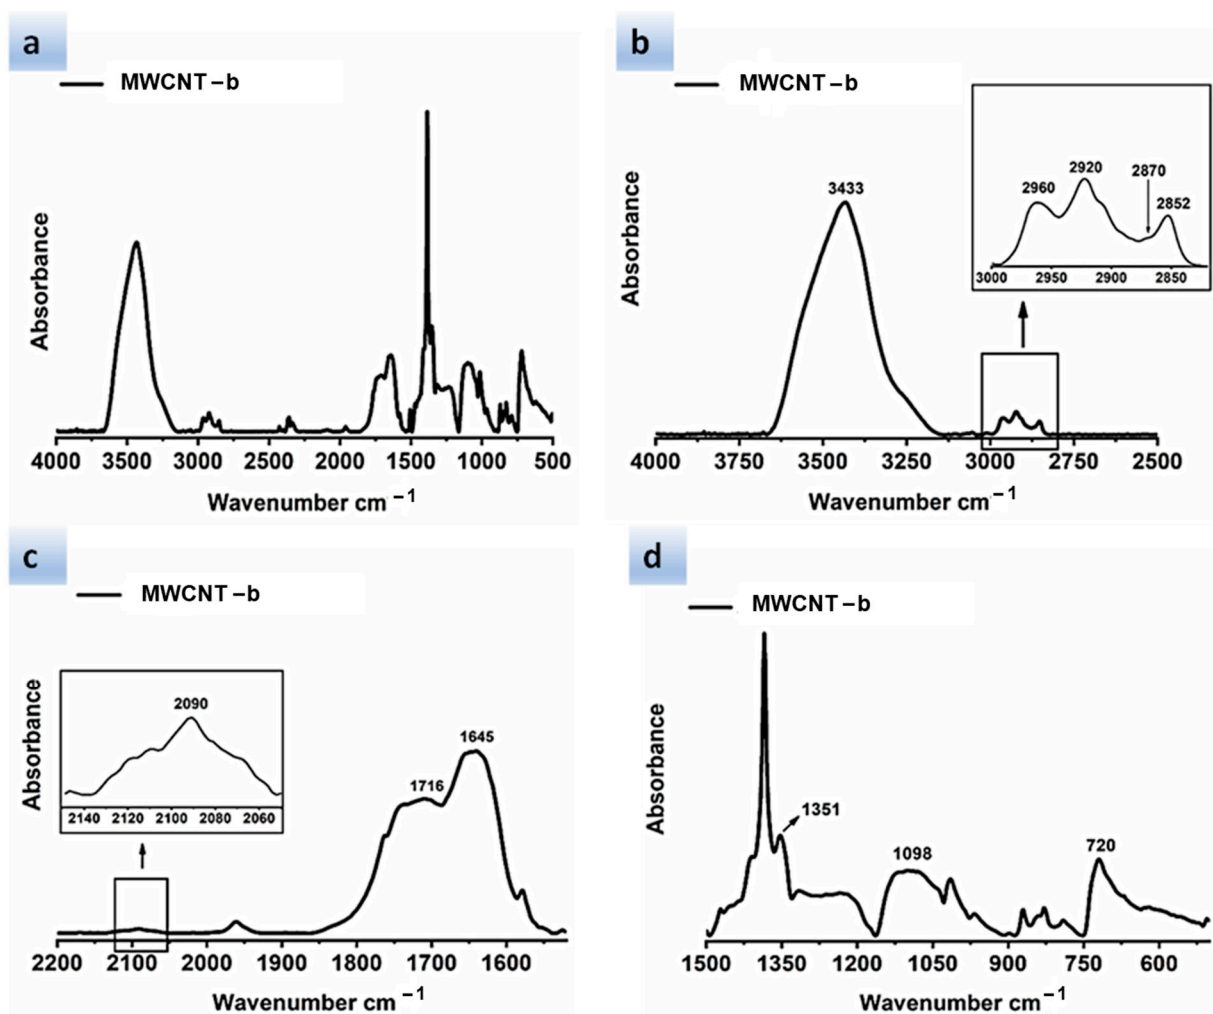 a
MWCNT –b
Absorbance
4000 3500 3000 2500 2000 1500 1000 500
Wavenumber cm –1
b
MWCNT –b
Absorbance
3433
2960 2920 2870 2852
3000 2950 2900 2850
4000 3750 3500 3250 3000 2750 2500
Wavenumber cm –1
c
MWCNT –b
Absorbance
2090
2140 2120 2100 2080 2060
1716
1645
2200 2100 2000 1900 1800 1700 1600
Wavenumber cm –1
d
MWCNT –b
Absorbance
1351
1098
720
1500 1350 1200 1050 900 750 600
Wavenumber cm –1